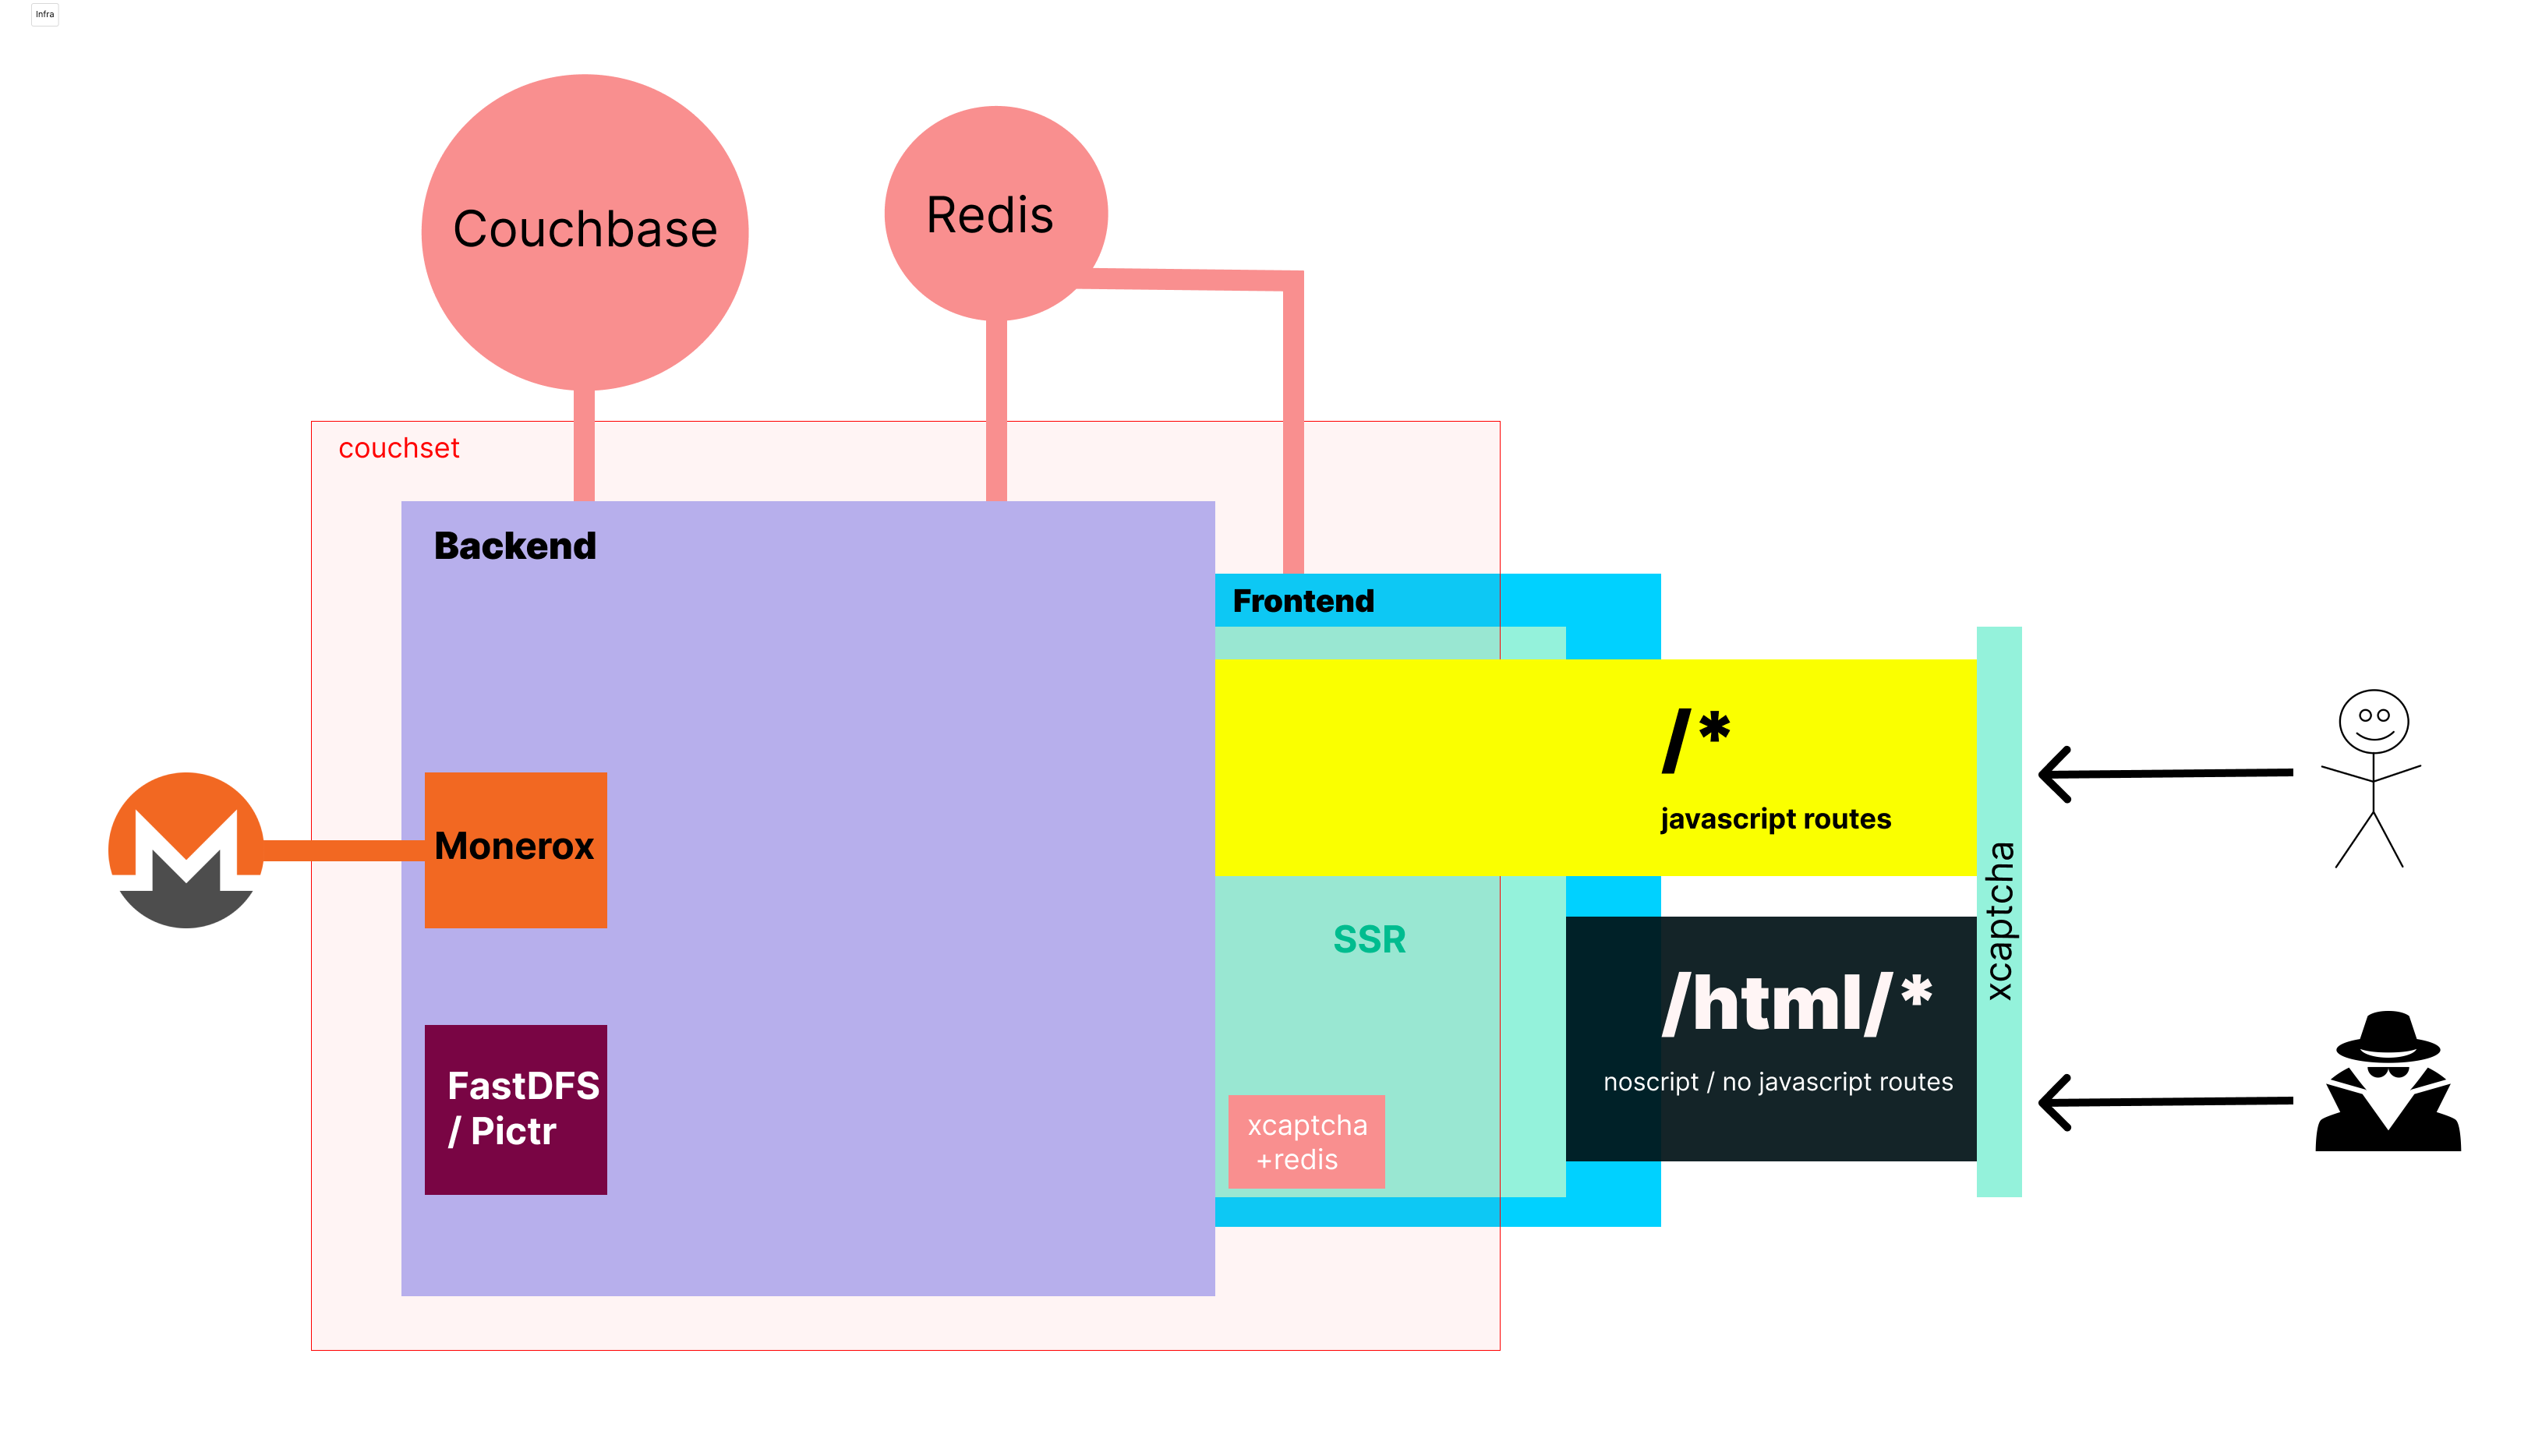 Infra
Couchbase
Redis
couchset
Backend
Frontend
/*
javascript routes
Monerox
SSR
xcaptcha
/html/*
noscript / no javascript routes
FastDFS
/ Pictr
xcaptcha
+redis